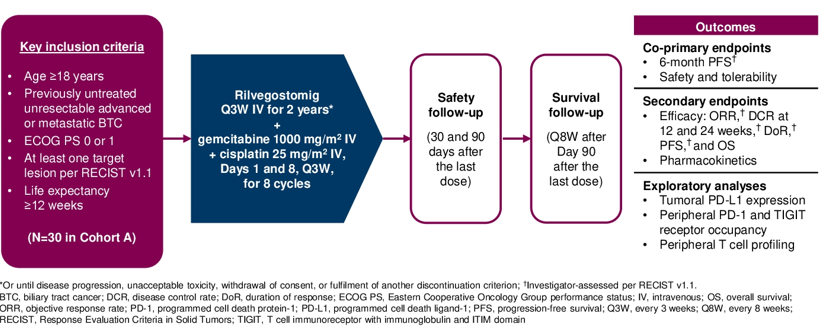 Key inclusion criteria
• Age ≥18 years
• Previously untreated
unresectable advanced
or metastatic BTC
• ECOG PS 0 or 1
• At least one target
lesion per RECIST v1.1
• Life expectancy
≥12 weeks
(N=30 in Cohort A)
Rilvegostomig
Q3W IV for 2 years*
+
gemcitabine 1000 mg/m² IV
+ cisplatin 25 mg/m² IV,
Days 1 and 8, Q3W,
for 8 cycles
Safety
follow-up
(30 and 90
days after
the last
dose)
Survival
follow-up
(Q8W after
Day 90
after the
last dose)
Outcomes
Co-primary endpoints
• 6-month PFS†
• Safety and tolerability
Secondary endpoints
• Efficacy: ORR,† DCR at
12 and 24 weeks,† DoR,†
PFS,† and OS
• Pharmacokinetics
Exploratory analyses
• Tumoral PD-L1 expression
• Peripheral PD-1 and TIGIT
receptor occupancy
• Peripheral T cell profiling
*Or until disease progression, unacceptable toxicity, withdrawal of consent, or fulfilment of another discontinuation criterion; †Investigator-assessed per RECIST v1.1.
BTC, biliary tract cancer; DCR, disease control rate; DoR, duration of response; ECOG PS, Eastern Cooperative Oncology Group performance status; IV, intravenous; OS, overall survival;
ORR, objective response rate; PD-1, programmed cell death protein-1; PD-L1, programmed cell death ligand-1; PFS, progression-free survival; Q3W, every 3 weeks; Q8W, every 8 weeks;
RECIST, Response Evaluation Criteria in Solid Tumors; TIGIT, T cell immunoreceptor with immunoglobulin and ITIM domain